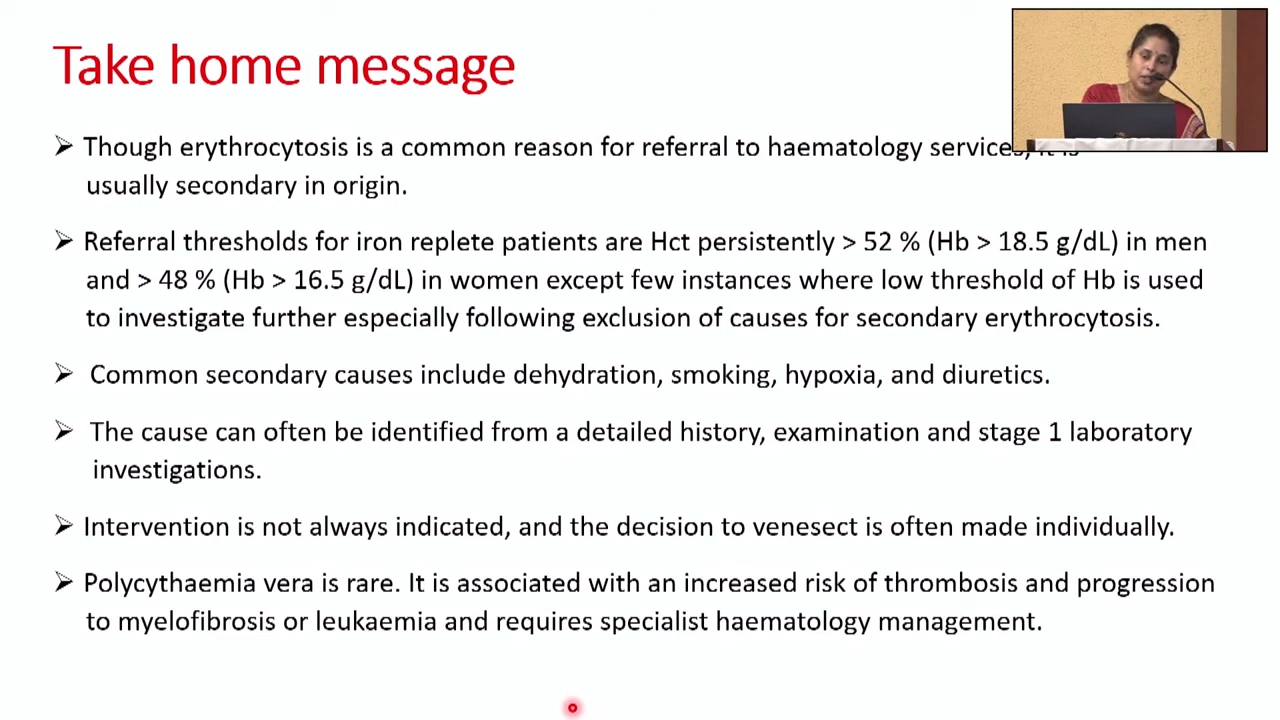 Take home message
➢ Though erythrocytosis is a common reason for referral to haematology services, it is
usually secondary in origin.
➢ Referral thresholds for iron replete patients are Hct persistently > 52 % (Hb > 18.5 g/dL) in men
and > 48 % (Hb > 16.5 g/dL) in women except few instances where low threshold of Hb is used
to investigate further especially following exclusion of causes for secondary erythrocytosis.
➢ Common secondary causes include dehydration, smoking, hypoxia, and diuretics.
➢ The cause can often be identified from a detailed history, examination and stage 1 laboratory
investigations.
➢ Intervention is not always indicated, and the decision to venesect is often made individually.
➢ Polycythaemia vera is rare. It is associated with an increased risk of thrombosis and progression
to myelofibrosis or leukaemia and requires specialist haematology management.